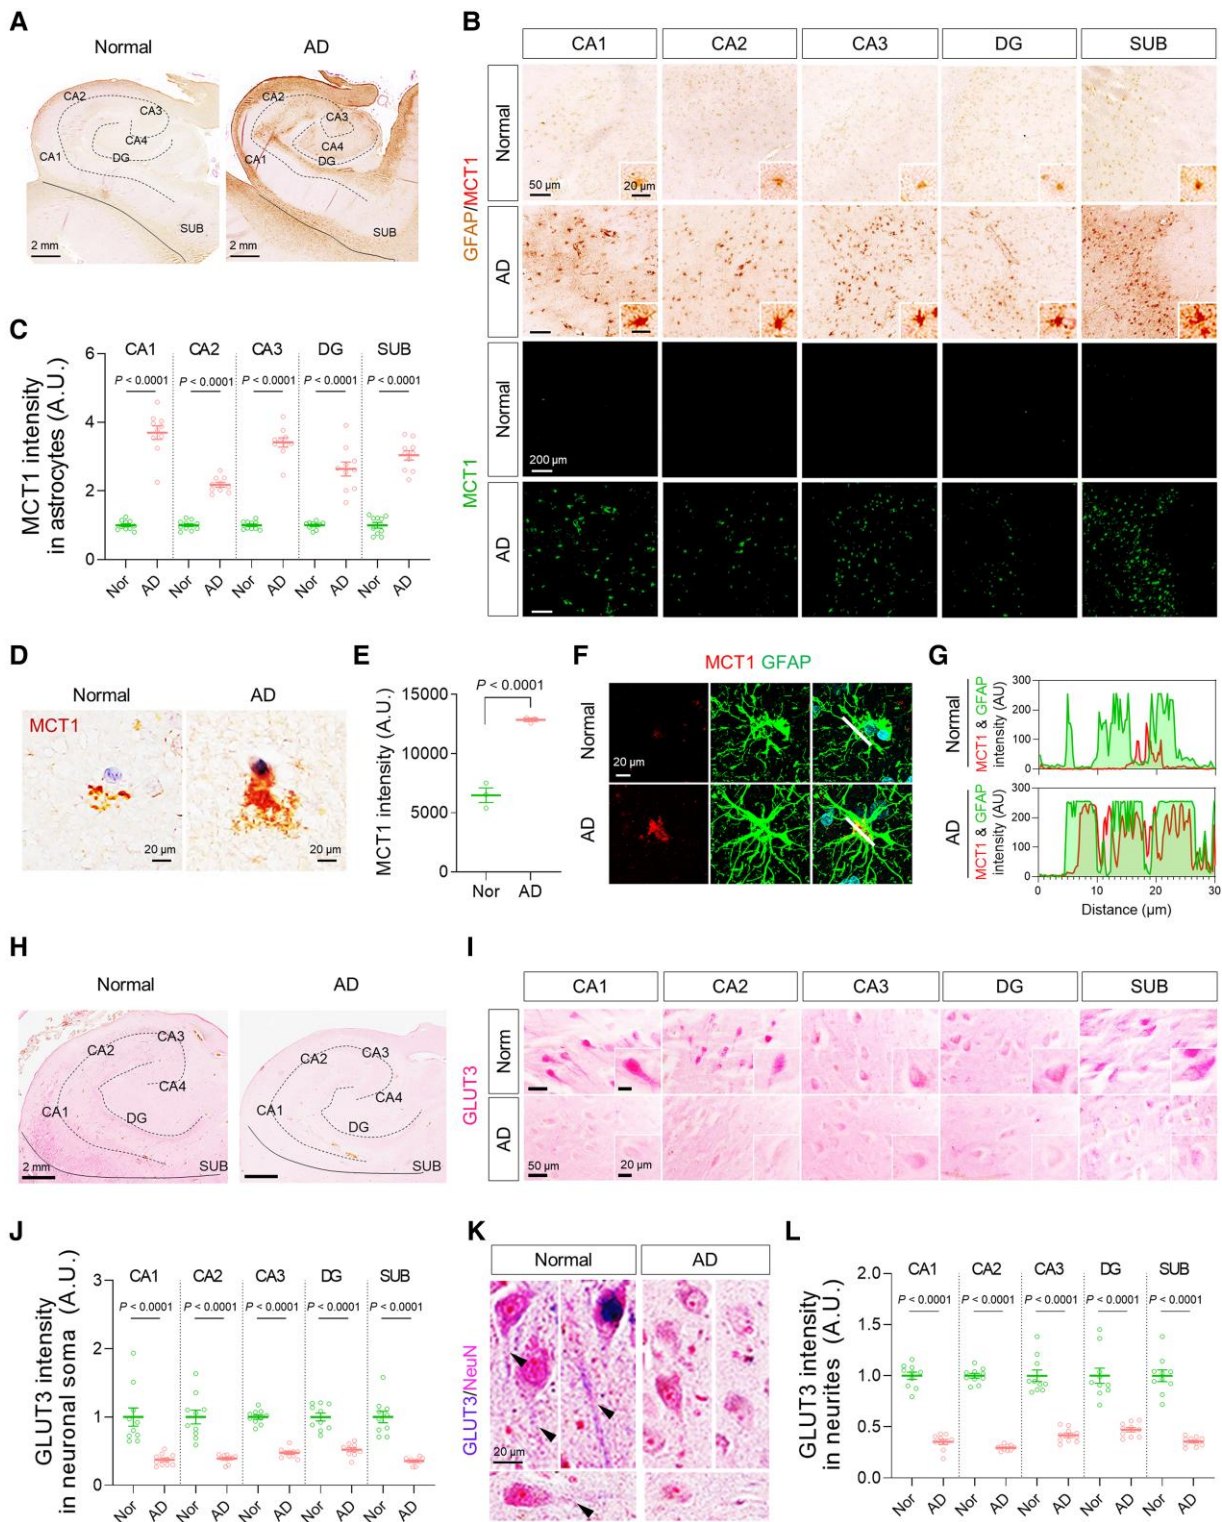 A
Normal
AD
CA2
CA3
CA4
CA1
DG
SUB
2 mm
CA2
CA3
CA4
CA1
DG
SUB
2 mm
B
CA1
CA2
CA3
DG
SUB
GFAP/MCT1
Normal
50 µm
20 µm
AD
MCT1
Normal
200 µm
AD
C
MCT1 intensity
in astrocytes (A.U.)
6
4
2
0
CA1
CA2
CA3
DG
SUB
P < 0.0001
P < 0.0001
P < 0.0001
P < 0.0001
P < 0.0001
Nor
AD
Nor
AD
Nor
AD
Nor
AD
Nor
AD
D
Normal
AD
MCT1
20 µm
20 µm
E
MCT1 intensity (A.U.)
15000
10000
5000
0
P < 0.0001
Nor
AD
F
MCT1 GFAP
Normal
20 µm
AD
G
Normal
MCT1 & GFAP
intensity (AU)
300
200
100
0
AD
MCT1 & GFAP
intensity (AU)
300
200
100
0
0
10
20
30
Distance (µm)
H
Normal
AD
CA3
CA2
CA4
CA1
DG
SUB
2 mm
CA3
CA2
CA4
CA1
DG
SUB
I
CA1
CA2
CA3
DG
SUB
GLUT3
Norm
AD
50 µm
20 µm
J
GLUT3 intensity
in neuronal soma (A.U.)
3
2
1
0
CA1
CA2
CA3
DG
SUB
P < 0.0001
P < 0.0001
P < 0.0001
P < 0.0001
P < 0.0001
Nor
AD
Nor
AD
Nor
AD
Nor
AD
Nor
AD
K
Normal
AD
GLUT3/NeuN
20 µm
L
GLUT3 intensity
in neurites (A.U.)
2.0
1.5
1.0
0.5
0.0
CA1
CA2
CA3
DG
SUB
P < 0.0001
P < 0.0001
P < 0.0001
P < 0.0001
P < 0.0001
Nor
AD
Nor
AD
Nor
AD
Nor
AD
Nor
AD